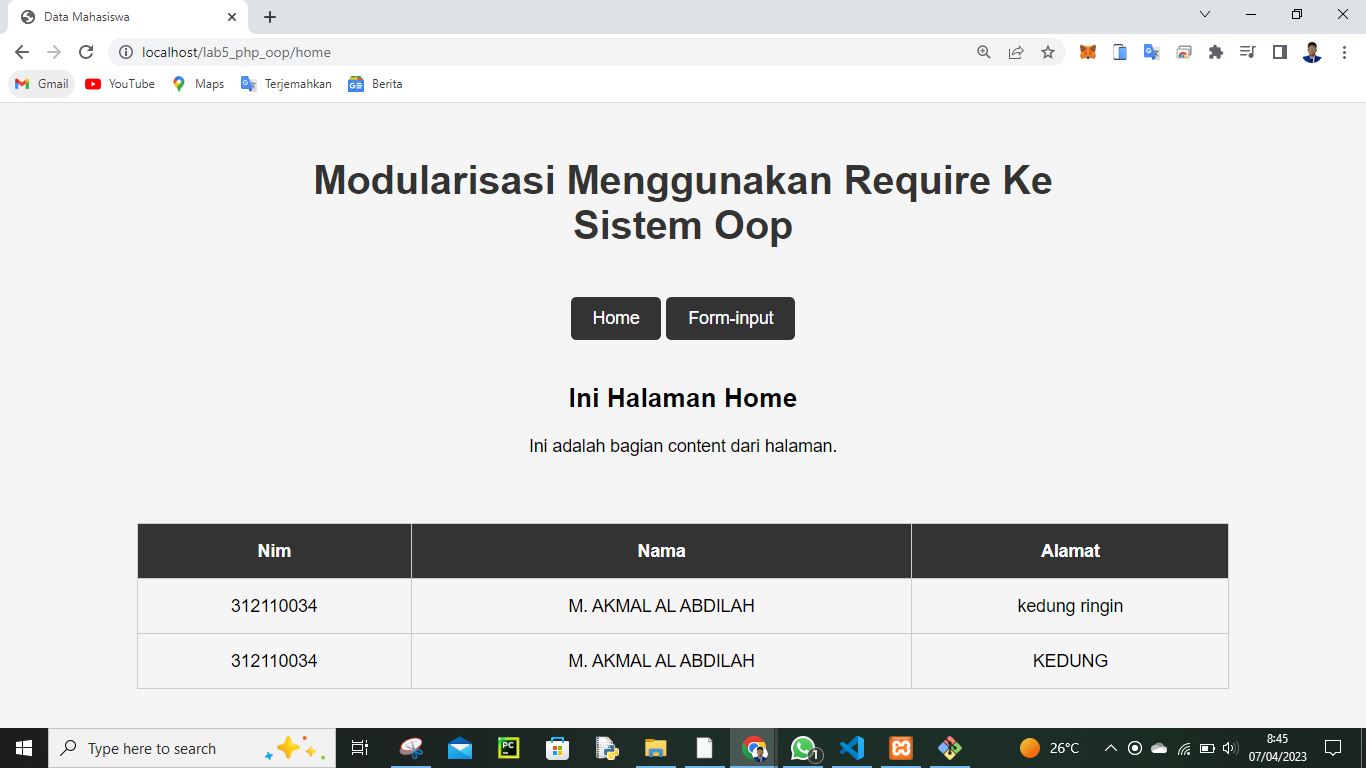 Data Mahasiswa
localhost/lab5_php_oop/home
Gmail YouTube Maps Terjemahkan Berita
Modularisasi Menggunakan Require Ke
Sistem Oop
Home Form-input
Ini Halaman Home
Ini adalah bagian content dari halaman.
Nim Nama Alamat
312110034 M. AKMAL AL ABDILAH kedung ringin
312110034 M. AKMAL AL ABDILAH KEDUNG
Type here to search
PC
1
26°C
8:45
07/04/2023